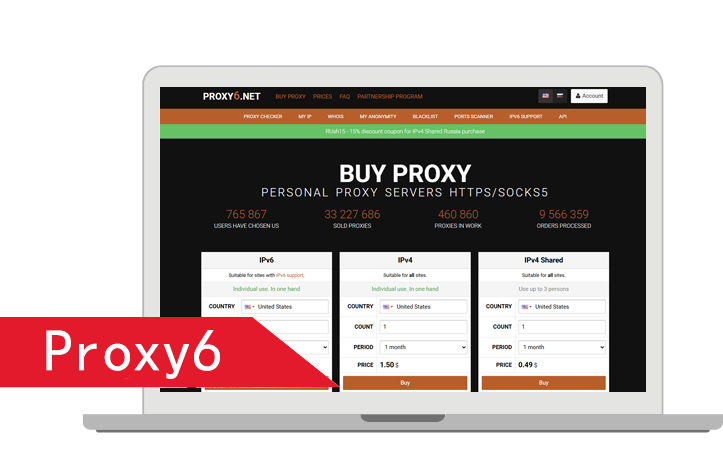 PROXY6.NET BUY PROXY PRICES FAQ PARTNERSHIP PROGRAM Account
PROXY CHECKER MY IP WHOIS MY ANONYMITY BLACKLIST PORTS SCANNER IPV6 SUPPORT API
RUsh15 - 15% discount coupon for IPv4 Shared Russia purchase
BUY PROXY
PERSONAL PROXY SERVERS HTTPS/SOCKS5
765 867 33 227 686 460 860 9 566 359
USERS HAVE CHOSEN US SOLD PROXIES PROXIES IN WORK ORDERS PROCESSED
IPv6 IPv4 IPv4 Shared
Suitable for sites with IPv6 support. Suitable for all sites. Suitable for all sites.
Individual use. In one hand Individual use. In one hand Use up to 3 persons
COUNTRY United States COUNTRY United States COUNTRY United States
COUNT 1 COUNT 1
PERIOD 1 month PERIOD 1 month
PRICE 1.50 $ PRICE 0.49 $
Buy Buy
Proxy6